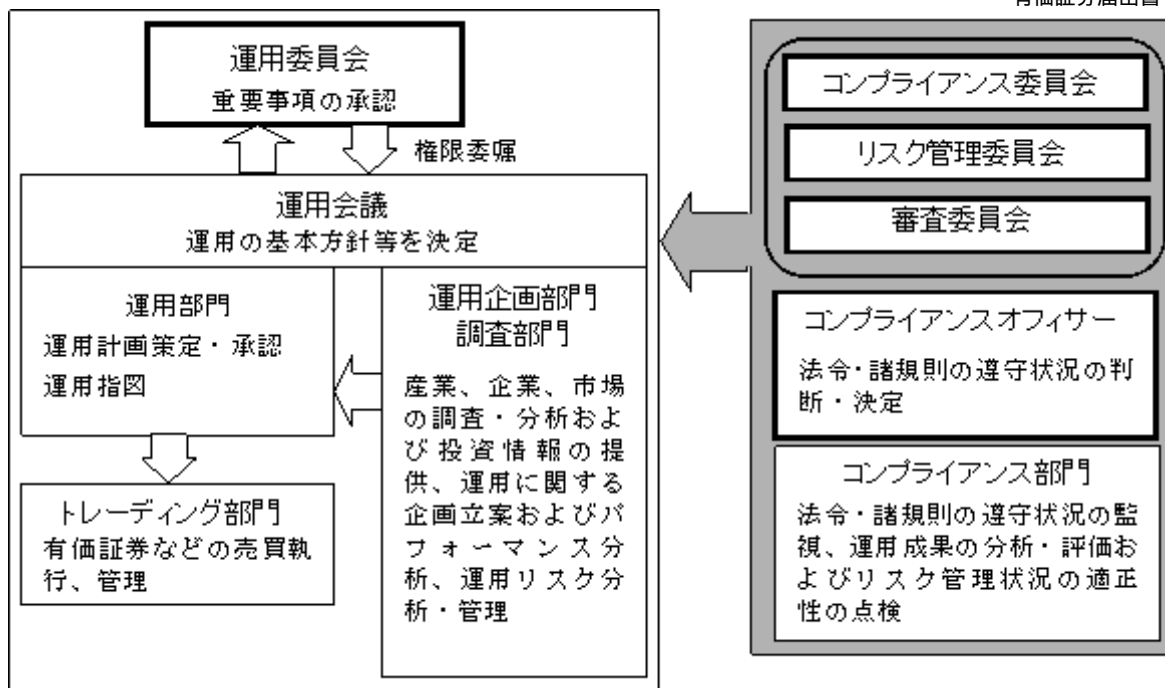 運用委員会
重要事項の承認
権限委嘱
運用会議
運用の基本方針等を決定
運用部門
運用計画策定・承認
運用指図
運用企画部門
調査部門
産業、企業、市場
の調査・分析およ
び投資情報の提
供、運用に関する
企画立案およびパ
フォーマンス分
析、運用リスク分
析・管理
トレーディング部門
有価証券などの売買執
行、管理
コンプライアンス委員会
リスク管理委員会
審査委員会
コンプライアンスオフィサー
法令・諸規則の遵守状況の判
断・決定
コンプライアンス部門
法令・諸規則の遵守状況の監
視、運用成果の分析・評価お
よびリスク管理状況の適正
性の点検